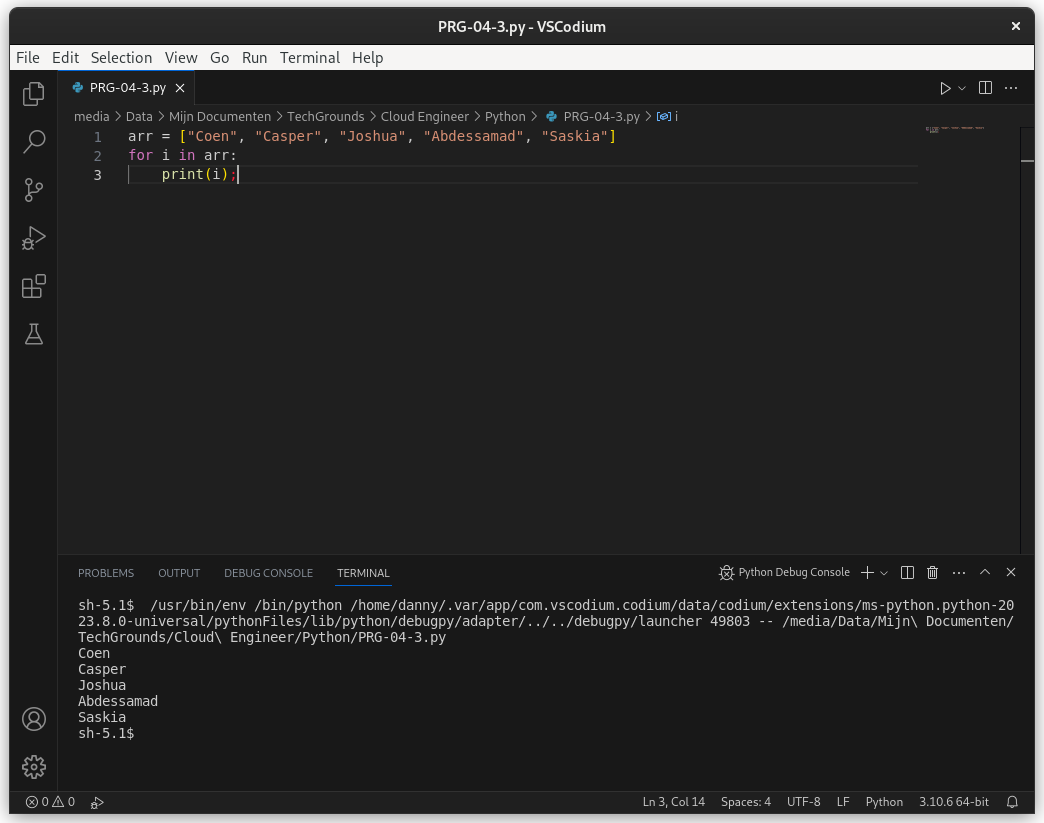 PRG-04-3.py - VSCodium
File Edit Selection View Go Run Terminal Help
PRG-04-3.py
media > Data > Mijn Documenten > TechGrounds > Cloud Engineer > Python > PRG-04-3.py > i
1 arr = ["Coen", "Casper", "Joshua", "Abdessamad", "Saskia"]
2 for i in arr:
3     print(i);
PROBLEMS OUTPUT DEBUG CONSOLE TERMINAL Python Debug Console
sh-5.1$  /usr/bin/env /bin/python /home/danny/.var/app/com.vscodium.codium/data/codium/extensions/ms-python.python-20
23.8.0-universal/pythonFiles/lib/python/debugpy/adapter/../../debugpy/launcher 49803 -- /media/Data/Mijn\ Documenten/
TechGrounds/Cloud\ Engineer/Python/PRG-04-3.py
Coen
Casper
Joshua
Abdessamad
Saskia
sh-5.1$
0 0 Ln 3, Col 14 Spaces: 4 UTF-8 LF Python 3.10.6 64-bit